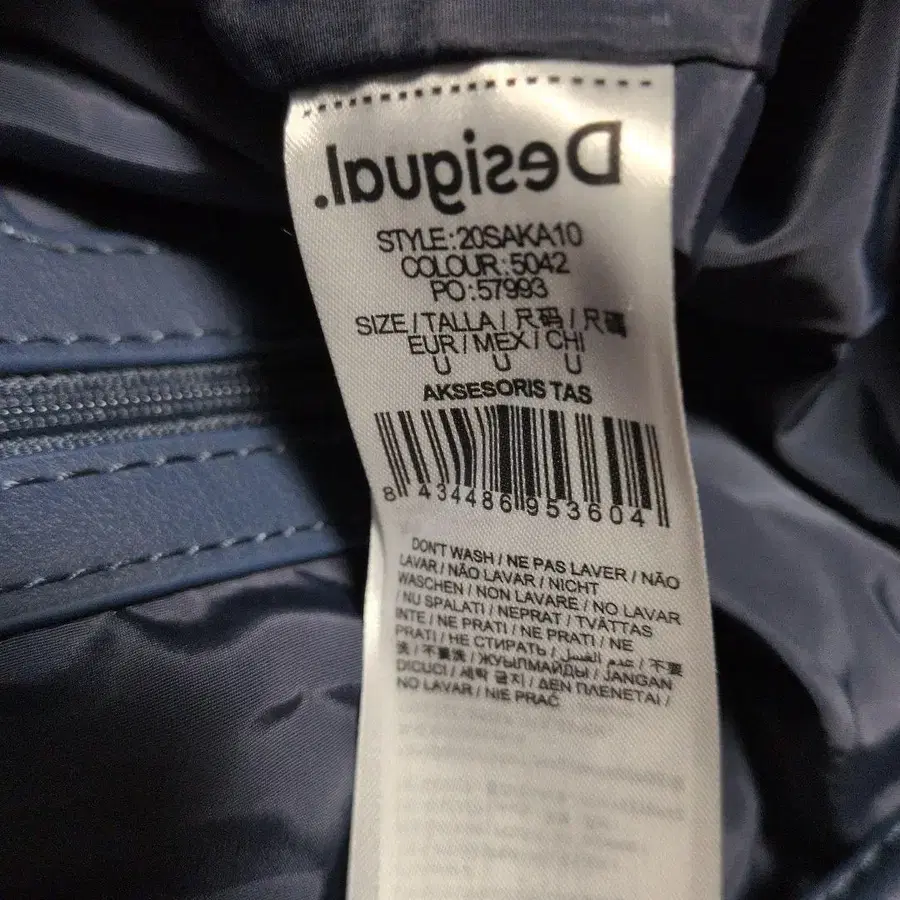 Desigual.
STYLE:20SAKA10
COLOUR:5042
PO:57993
SIZE/TALLA/尺码/尺碼
EUR/MEX/CHI
U U U
AKSESORIS TAS
8 434486 953604
DON'T WASH / NE PAS LAVER / NÃO
LAVAR / NÃO LAVAR / NICHT
WASCHEN / NON LAVARE / NO LAVAR
/ NU SPALATI / NEPRAT / TVÄTTAS
INTE / NE PRATI / NE PRATI / NE
PRATI / НЕ СТИРАТЬ / عدم الغسل / 不要
洗 / 不要洗 / ЖУЫЛМАЙДЫ / JANGAN
DICUCI / 세탁 금지 / ΔΕΝ ΠΛΕΝΕΤΑΙ /
NO LAVAR / NIE PRAĆ